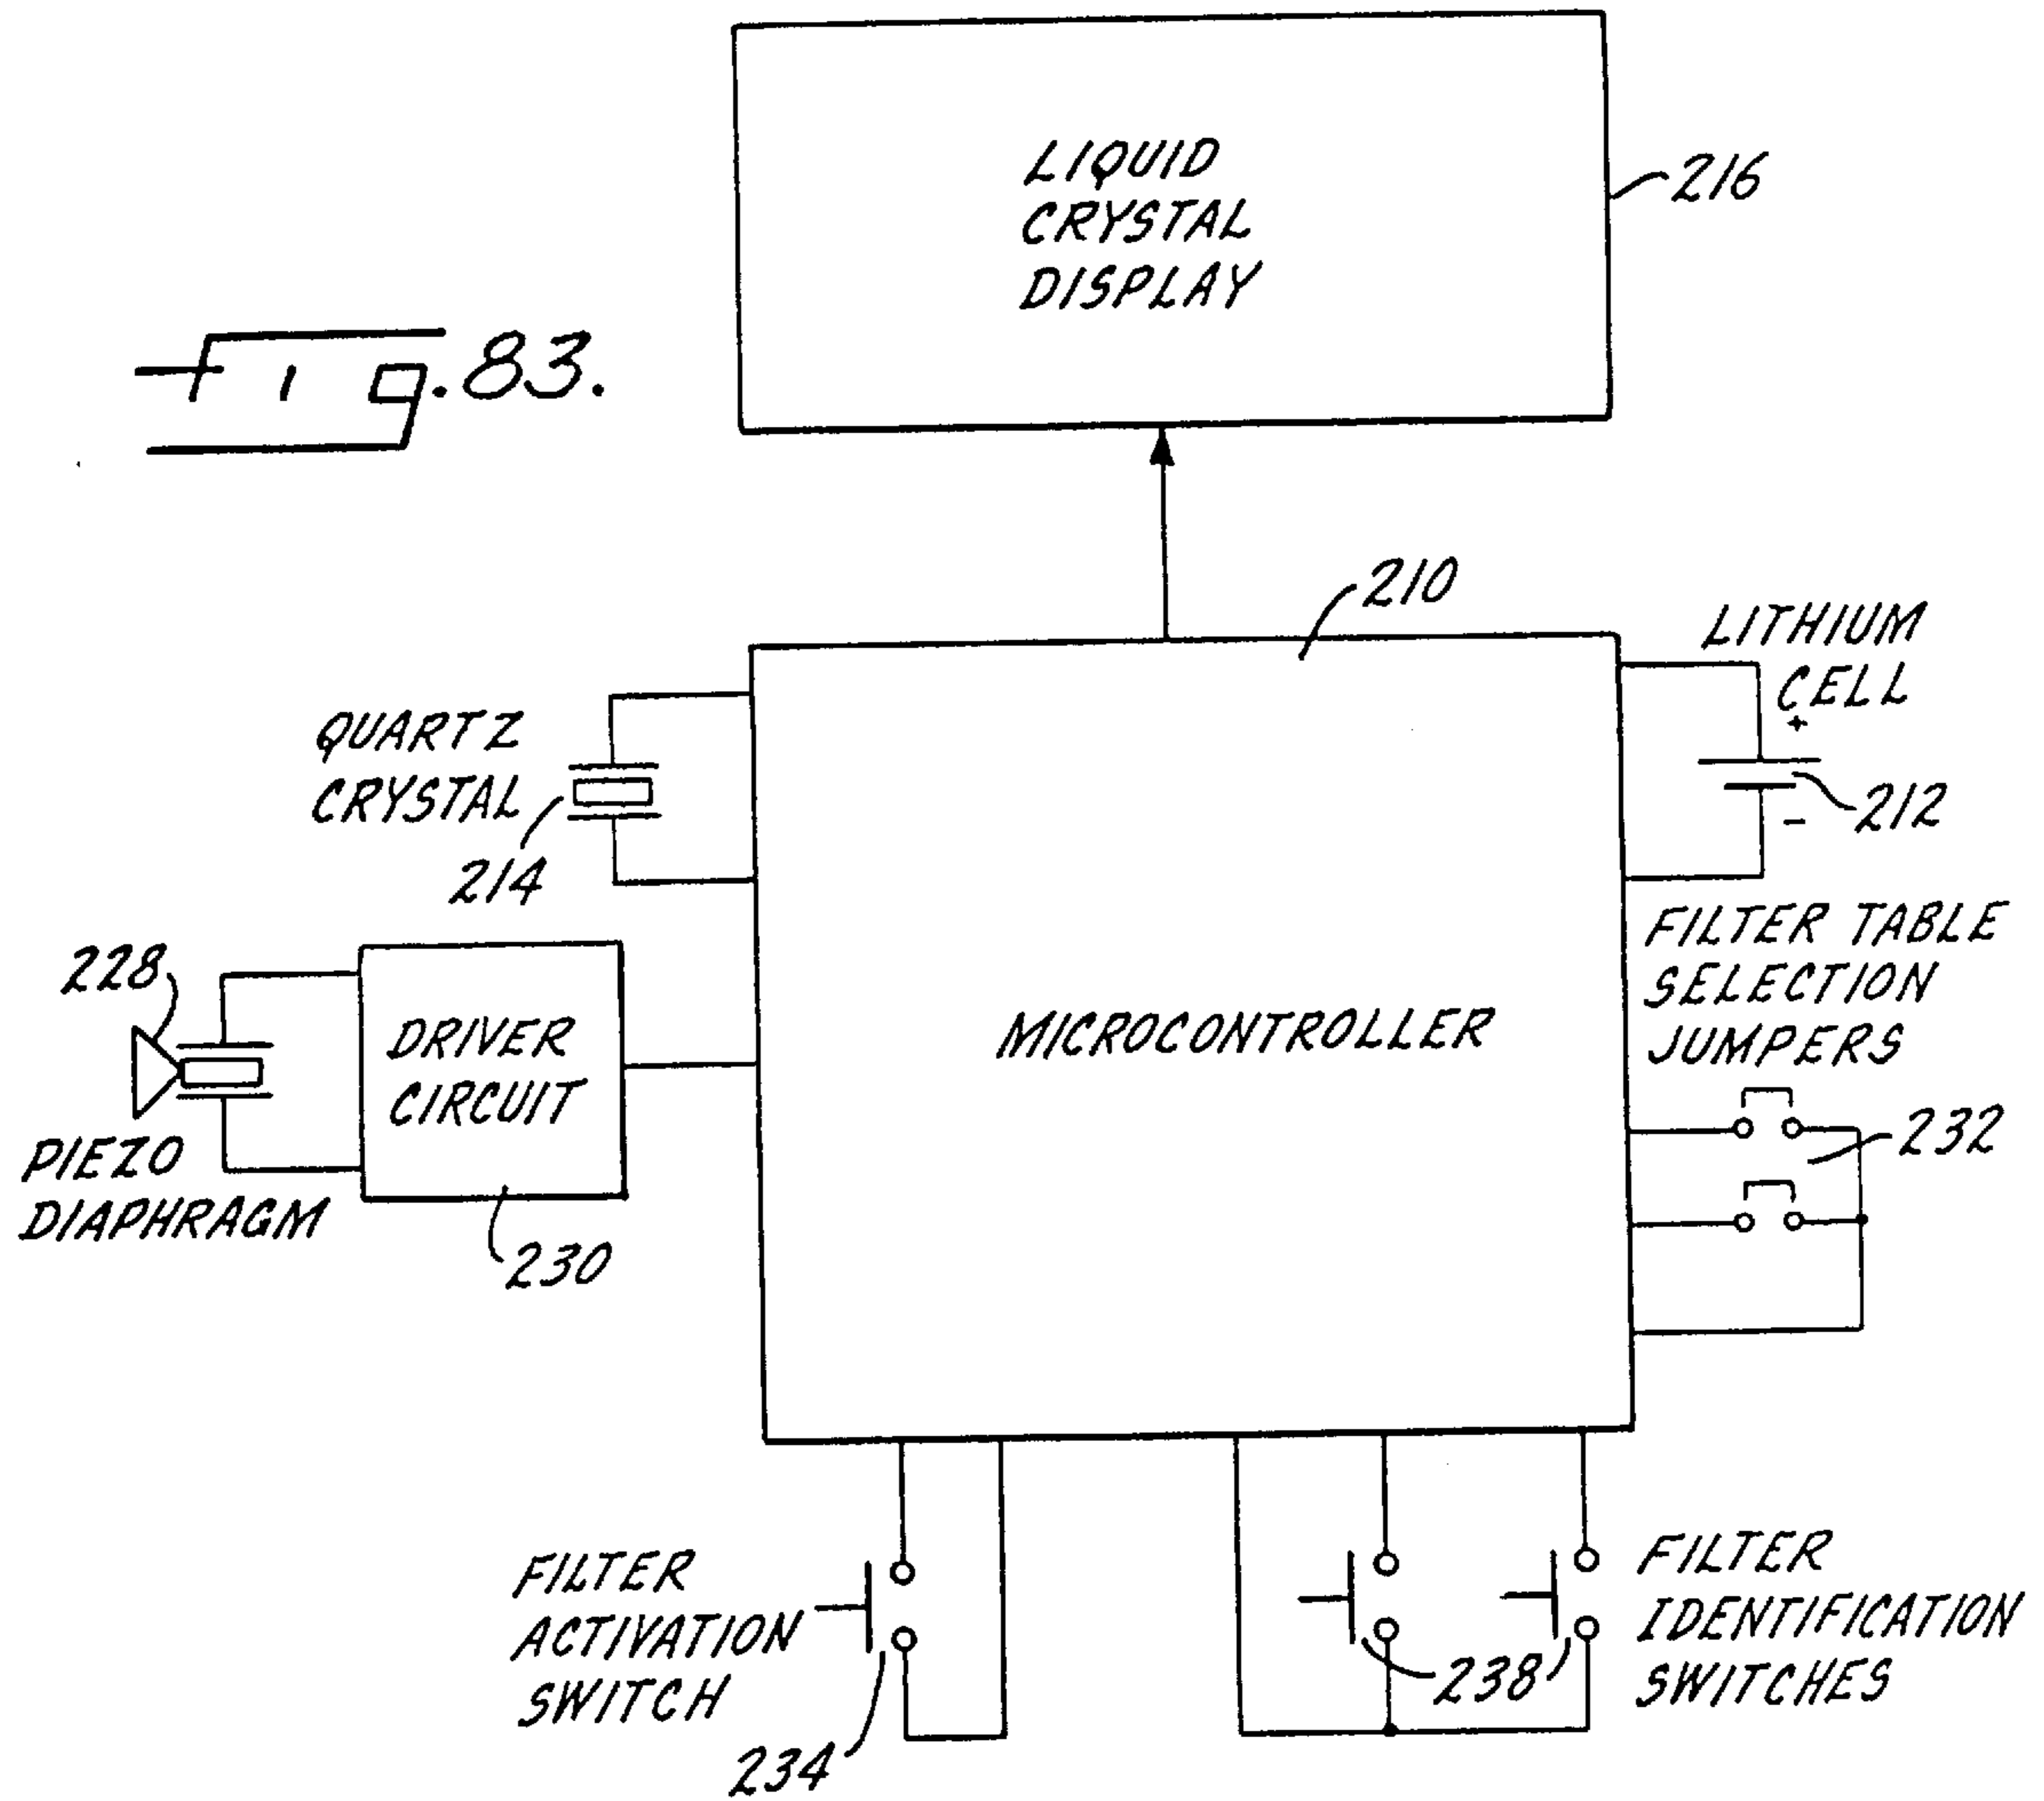 LIQUID
CRYSTAL
DISPLAY
216
Fig. 83.
210
LITHIUM
CELL
+
QUARTZ
CRYSTAL
214
212
-
228
DRIVER
CIRCUIT
MICROCONTROLLER
FILTER TABLE
SELECTION
JUMPERS
232
PIEZO
DIAPHRAGM
230
FILTER
ACTIVATION
SWITCH
234
238
FILTER
IDENTIFICATION
SWITCHES